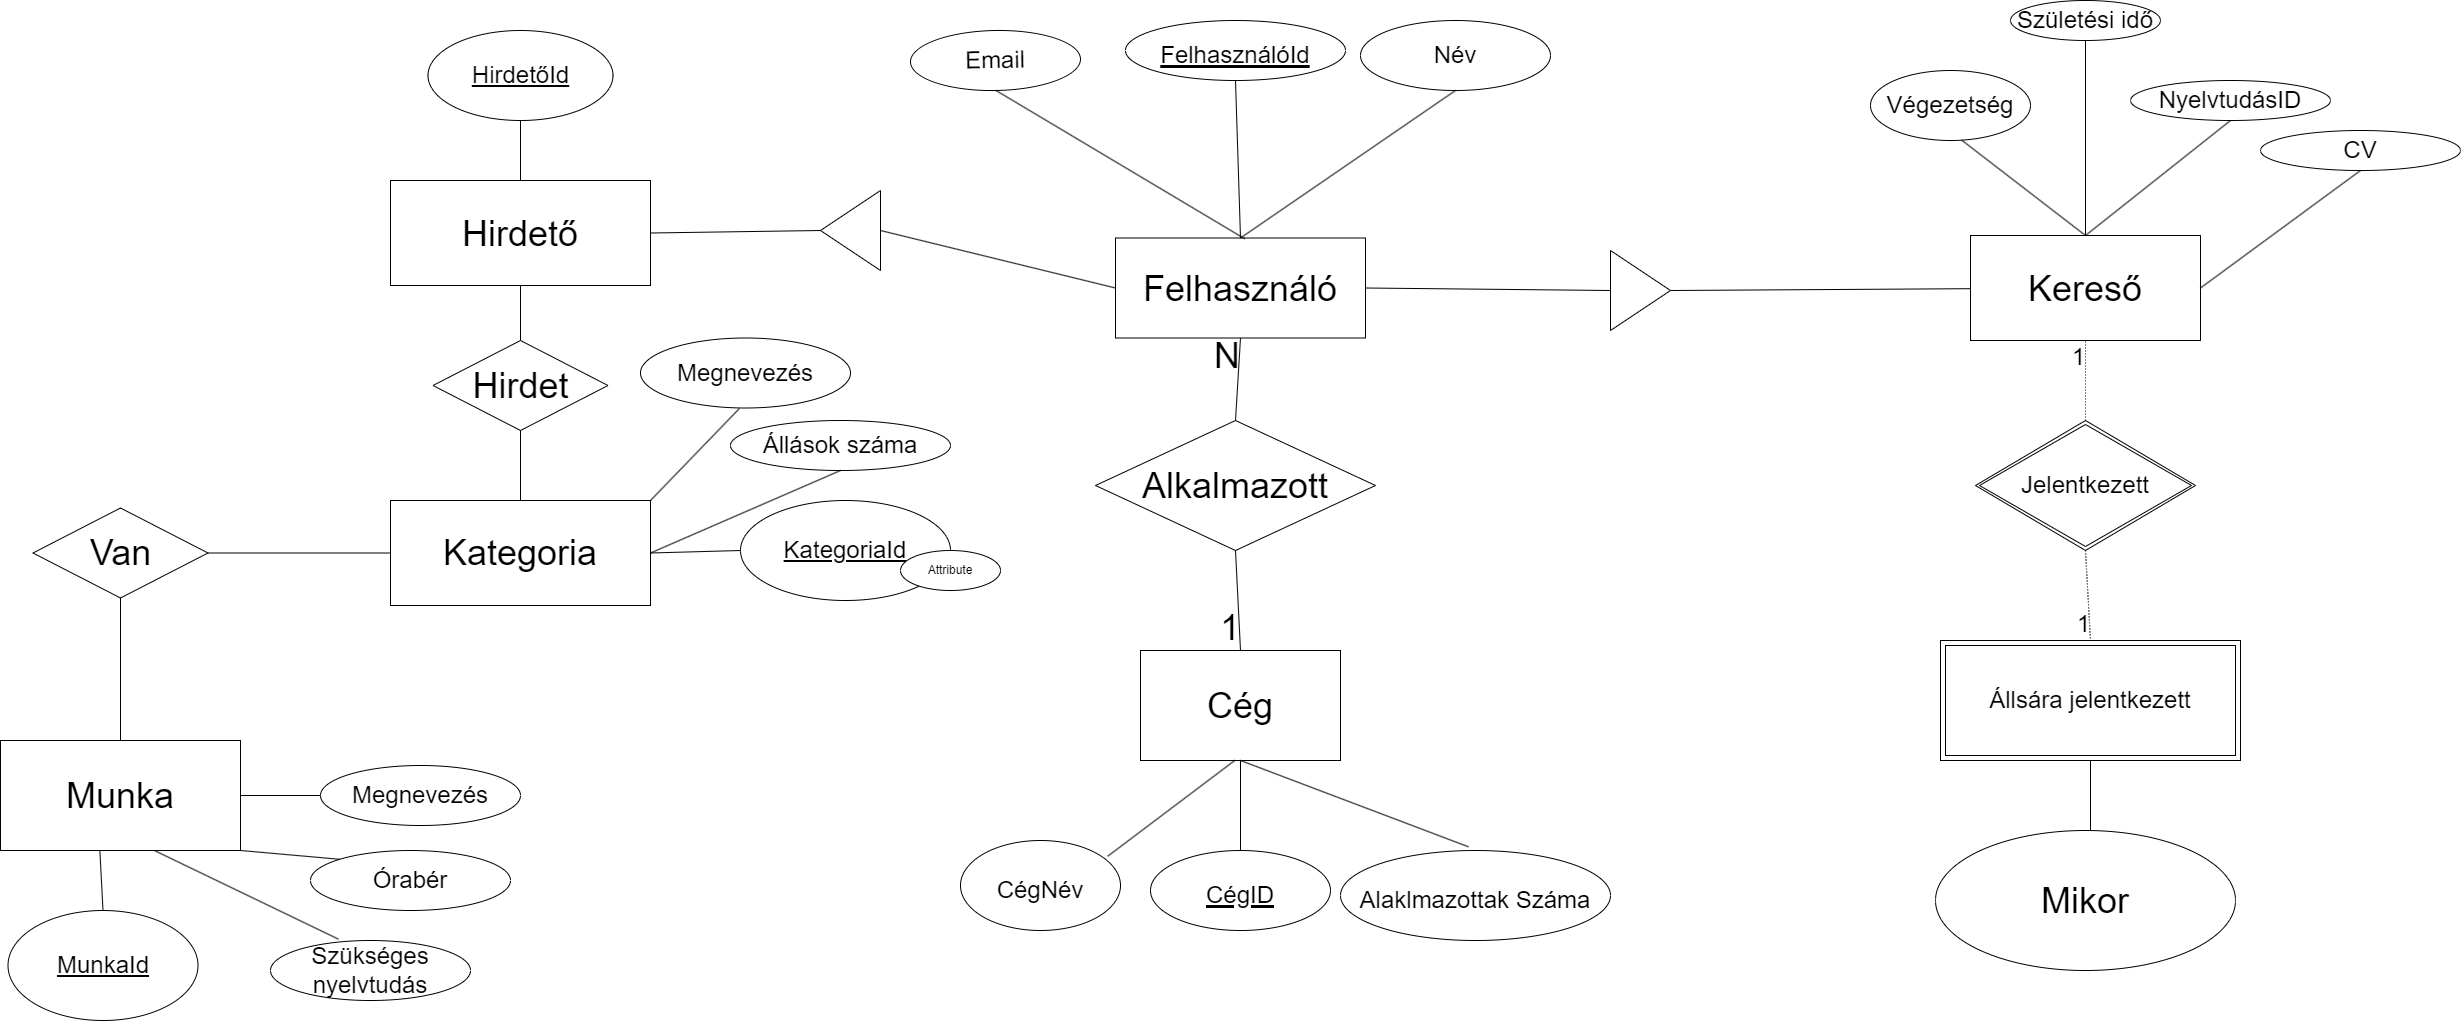 Születési idő
HirdetőId
Email
FelhasználóId
Név
Végezetség
NyelvtudásID
CV
Hirdető
Felhasználó
Kereső
N
1
Hirdet
Megnevezés
Állások száma
Alkalmazott
Jelentkezett
Van
Kategoria
KategoriaId
Attribute
1
1
Cég
Állsára jelentkezett
Munka
Megnevezés
Órabér
CégNév
CégID
Alaklmazottak Száma
Mikor
MunkaId
Szükséges
nyelvtudás